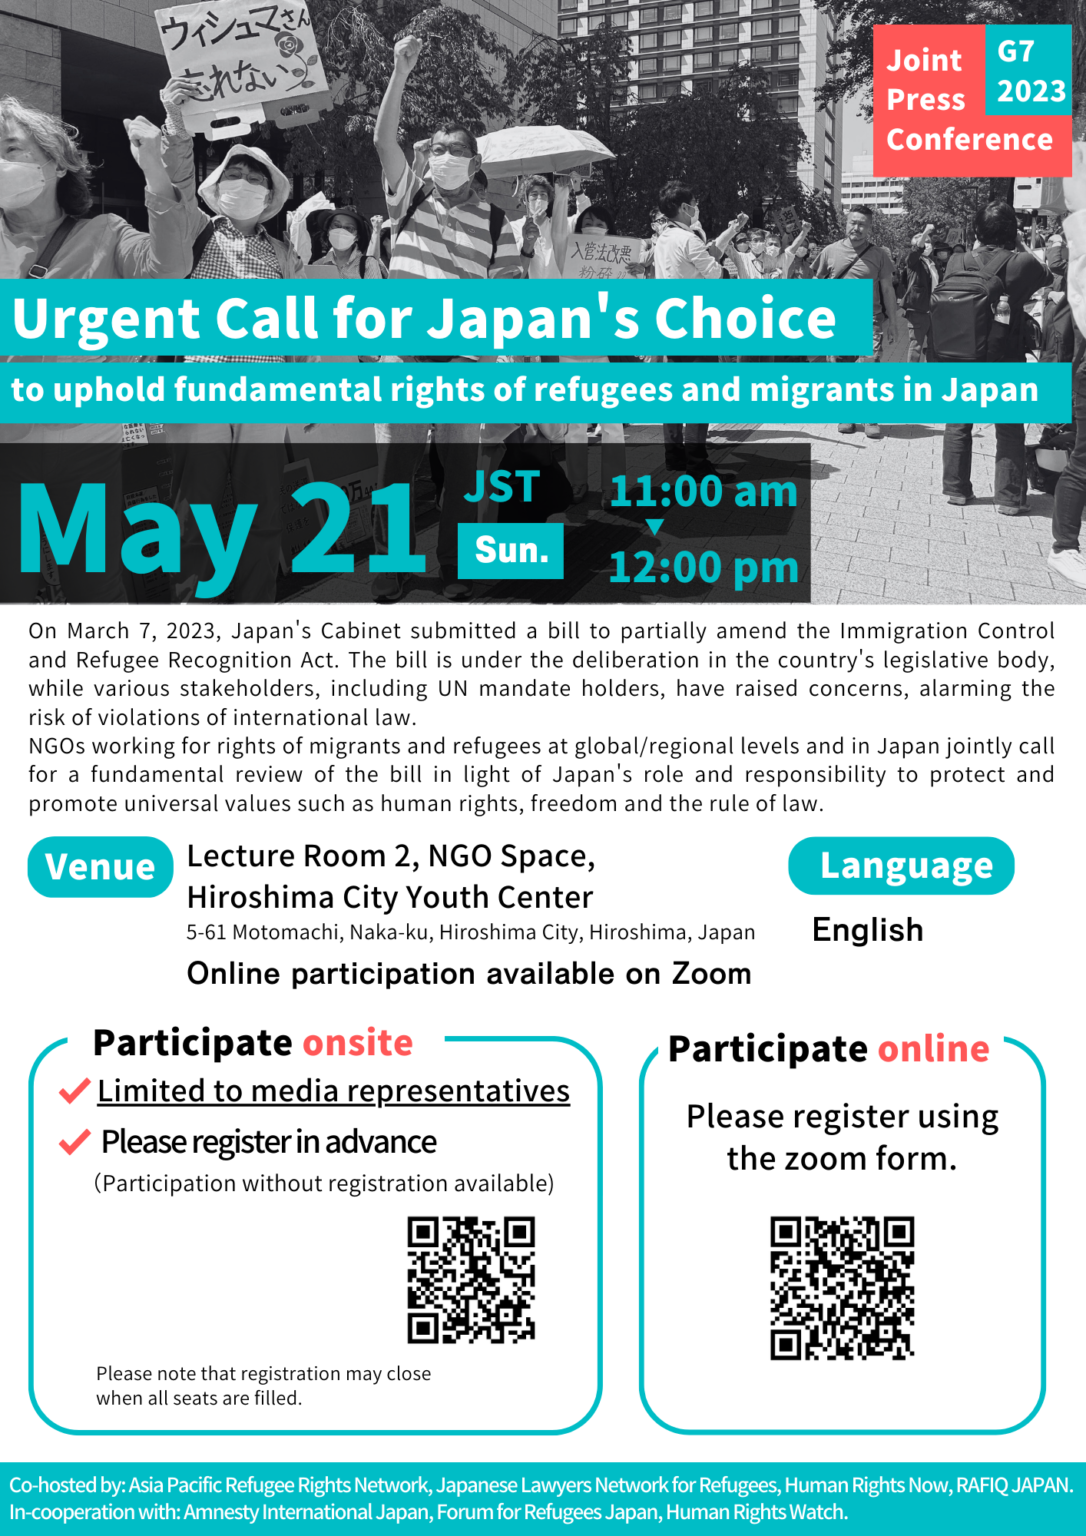 ウィシュマさん
忘れない
入管法改悪
粉砕
Joint
Press
Conference
G7
2023
Urgent Call for Japan's Choice
to uphold fundamental rights of refugees and migrants in Japan
May 21
JST
Sun.
11:00 am
12:00 pm
On March 7, 2023, Japan's Cabinet submitted a bill to partially amend the Immigration Control
and Refugee Recognition Act. The bill is under the deliberation in the country's legislative body,
while various stakeholders, including UN mandate holders, have raised concerns, alarming the
risk of violations of international law.
NGOs working for rights of migrants and refugees at global/regional levels and in Japan jointly call
for a fundamental review of the bill in light of Japan's role and responsibility to protect and
promote universal values such as human rights, freedom and the rule of law.
Venue
Lecture Room 2, NGO Space,
Hiroshima City Youth Center
5-61 Motomachi, Naka-ku, Hiroshima City, Hiroshima, Japan
Online participation available on Zoom
Language
English
Participate onsite
Limited to media representatives
Please register in advance
(Participation without registration available)
Please note that registration may close
when all seats are filled.
Participate online
Please register using
the zoom form.
Co-hosted by: Asia Pacific Refugee Rights Network, Japanese Lawyers Network for Refugees, Human Rights Now, RAFIQ JAPAN.
In-cooperation with: Amnesty International Japan, Forum for Refugees Japan, Human Rights Watch.